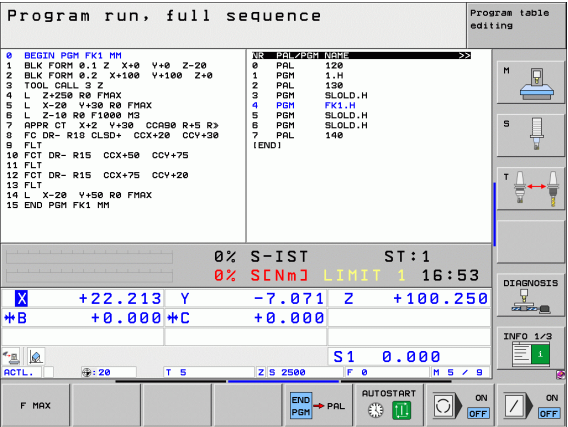 Program run, full sequence
Program table
editing
0 BEGIN PGM FK1 MM
1 BLK FORM 0.1 Z X+0 Y+0 Z-20
2 BLK FORM 0.2 X+100 Y+100 Z+0
3 TOOL CALL 3 Z
4 L Z+250 R0 FMAX
5 L X-20 Y+30 R0 FMAX
6 L Z-10 R0 F1000 M3
7 APPR CT X+2 Y+30 CCA90 R+5 R>
8 FC DR- R18 CLSD+ CCX+20 CCY+30
9 FLT
10 FCT DR- R15 CCX+50 CCY+75
11 FLT
12 FCT DR- R15 CCX+75 CCY+20
13 FLT
14 L X-20 Y+50 R0 FMAX
15 END PGM FK1 MM
NR PAL/PGM NAME >>
0 PAL 120
1 PGM 1.H
2 PAL 130
3 PGM SLOLD.H
4 PGM FK1.H
5 PGM SLOLD.H
6 PGM SLOLD.H
7 PAL 140
[END]
M
S
T
DIAGNOSIS
INFO 1/3
0% S-IST ST:1
0% S[Nm] LIMIT 1 16:53
X +22.213 Y -7.071 Z +100.250
B +0.000 C +0.000
S1 0.000
ACTL. : 20 T 5 Z S 2500 F 0 M 5 / 9
F MAX
END
PGM
PAL
AUTOSTART
ON
OFF
ON
OFF